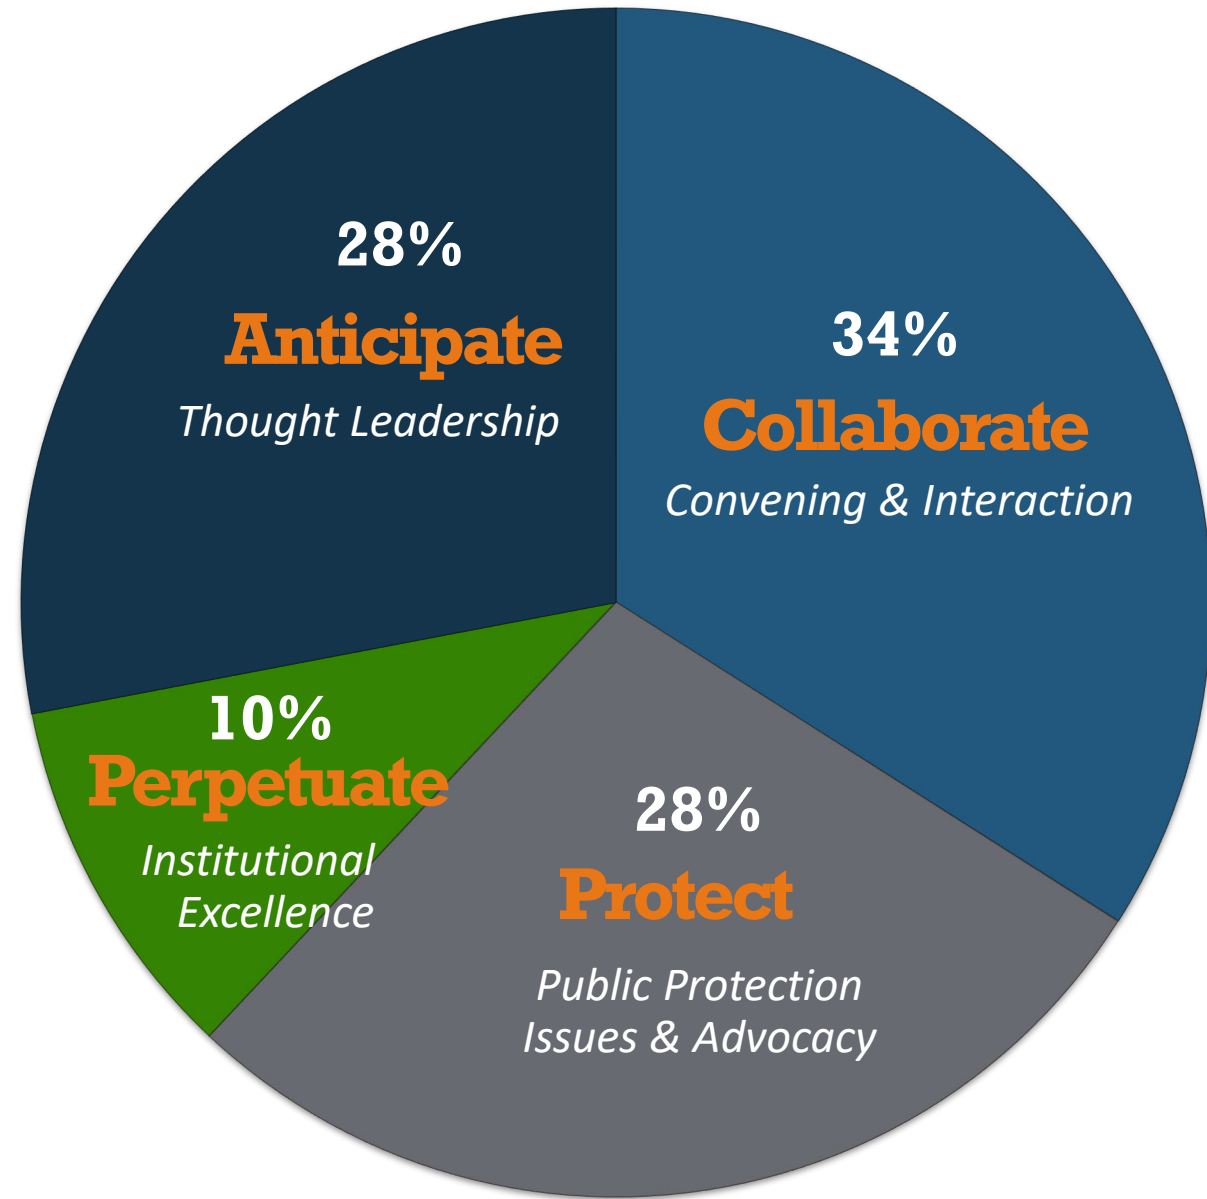 28%
Anticipate
Thought Leadership
34%
Collaborate
Convening & Interaction
10%
Perpetuate
Institutional
Excellence
28%
Protect
Public Protection
Issues & Advocacy